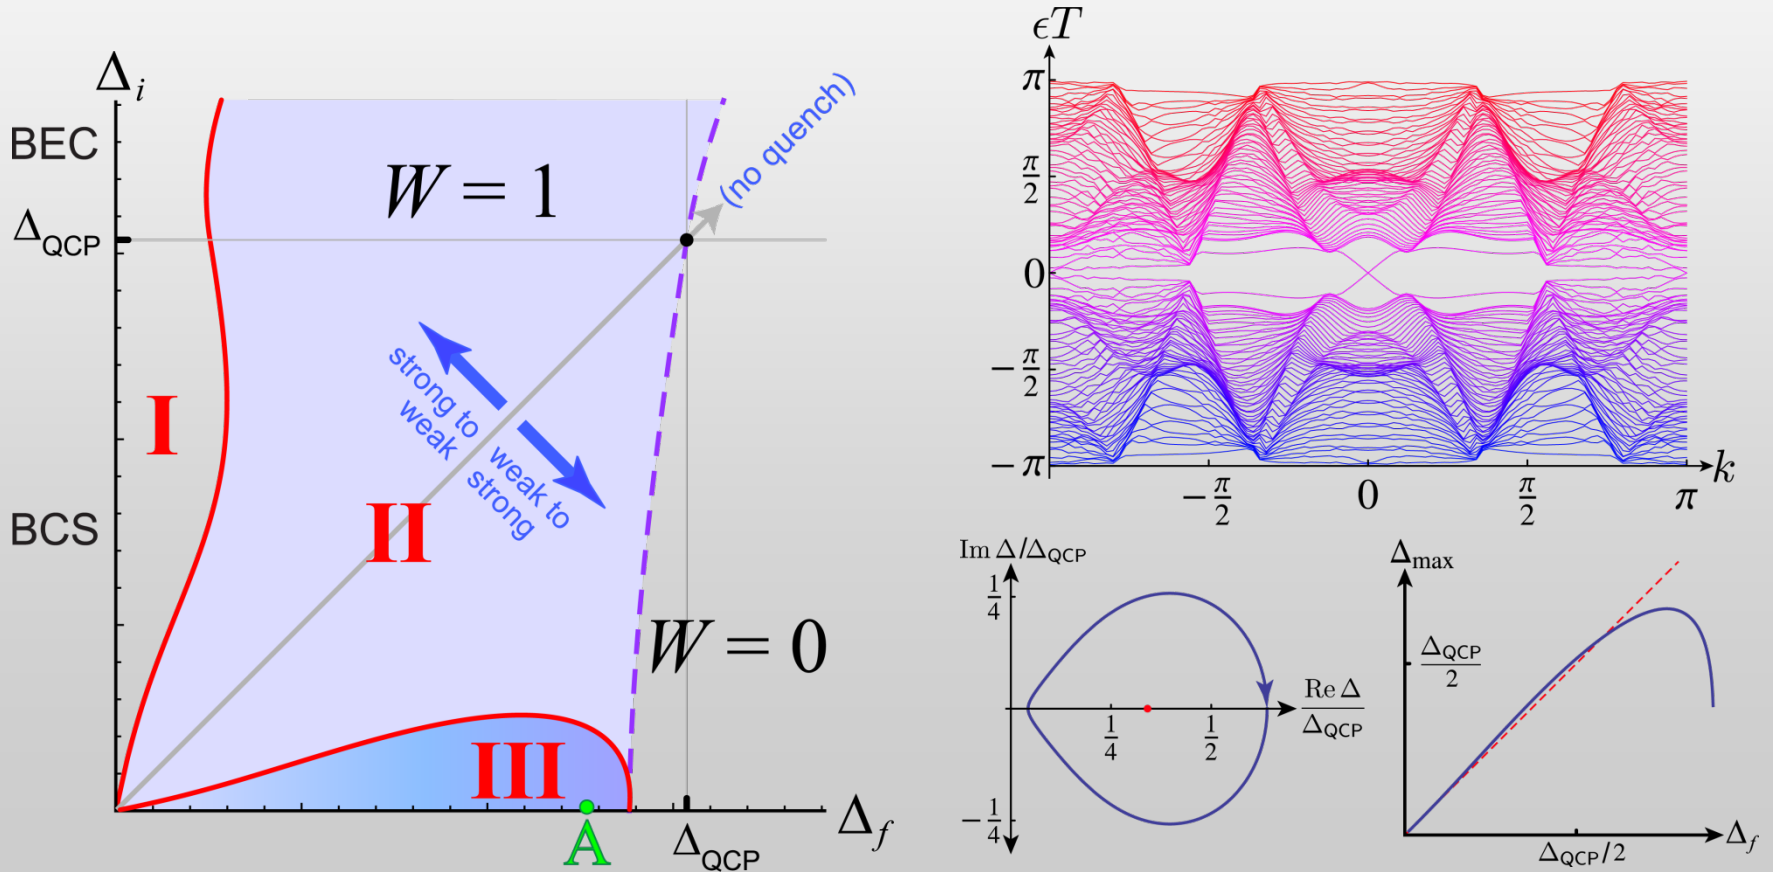 Δi
BEC
ΔQCP
BCS
W = 1
(no quench)
strong to
weak
weak to
strong
I
II
III
W = 0
A
ΔQCP
Δf
ϵT
π
π/2
0
−π/2
−π
−π/2
0
π/2
π
k
Im Δ/ΔQCP
1/4
−1/4
1/4
1/2
Re Δ/ΔQCP
Δmax
ΔQCP/2
ΔQCP/2
Δf